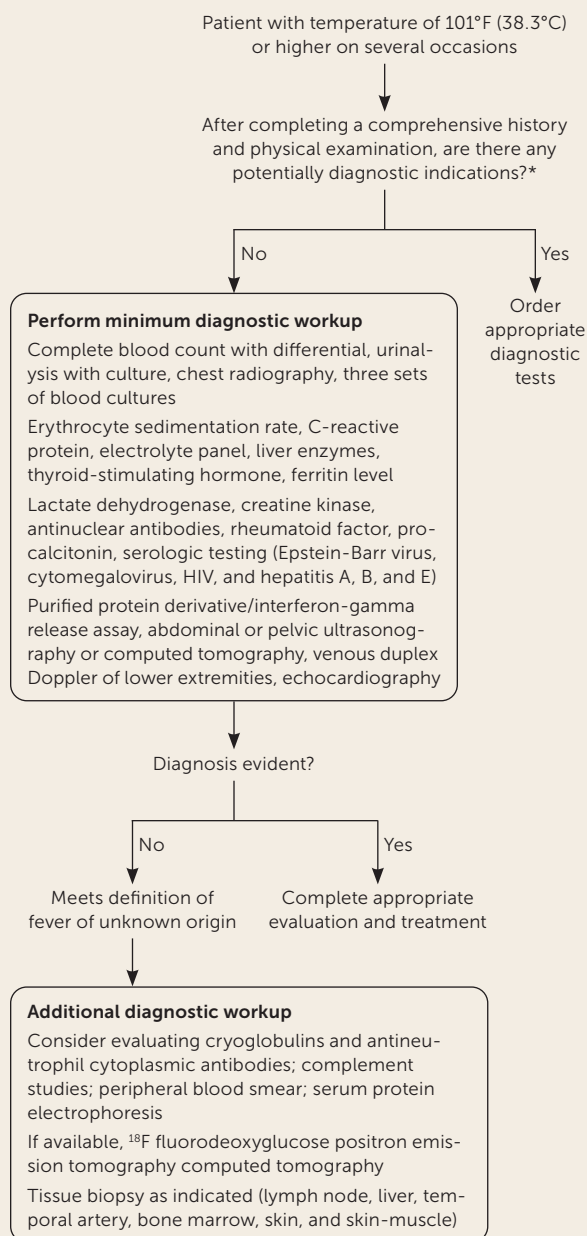 Patient with temperature of 101°F (38.3°C)
or higher on several occasions
After completing a comprehensive history
and physical examination, are there any
potentially diagnostic indications?*
No
Yes
Perform minimum diagnostic workup
Complete blood count with differential, urinal-
ysis with culture, chest radiography, three sets
of blood cultures
Erythrocyte sedimentation rate, C-reactive
protein, electrolyte panel, liver enzymes,
thyroid-stimulating hormone, ferritin level
Lactate dehydrogenase, creatine kinase,
antinuclear antibodies, rheumatoid factor, pro-
calcitonin, serologic testing (Epstein-Barr virus,
cytomegalovirus, HIV, and hepatitis A, B, and E)
Purified protein derivative/interferon-gamma
release assay, abdominal or pelvic ultrasonog-
raphy or computed tomography, venous duplex
Doppler of lower extremities, echocardiography
Order
appropriate
diagnostic
tests
Diagnosis evident?
No
Yes
Meets definition of
fever of unknown origin
Complete appropriate
evaluation and treatment
Additional diagnostic workup
Consider evaluating cryoglobulins and antineu-
trophil cytoplasmic antibodies; complement
studies; peripheral blood smear; serum protein
electrophoresis
If available, ¹⁸F fluorodeoxyglucose positron emis-
sion tomography computed tomography
Tissue biopsy as indicated (lymph node, liver, tem-
poral artery, bone marrow, skin, and skin-muscle)